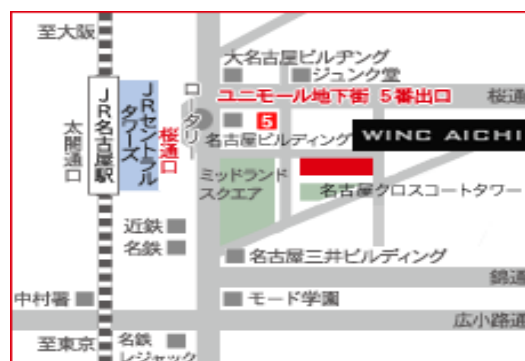 至大阪
大名古屋ビルヂング
ジュンク堂
ユニモール地下街 5番出口
桜通
ロータリー
JRセントラルタワーズ
JR名古屋駅
太閤通口
桜通口
5
名古屋ビルディング
WINC AICHI
ミッドランド
スクエア
名古屋クロスコートタワー
近鉄
名鉄
名古屋三井ビルディング
錦通
中村署
モード学園
広小路通
至東京
名鉄
レジャック